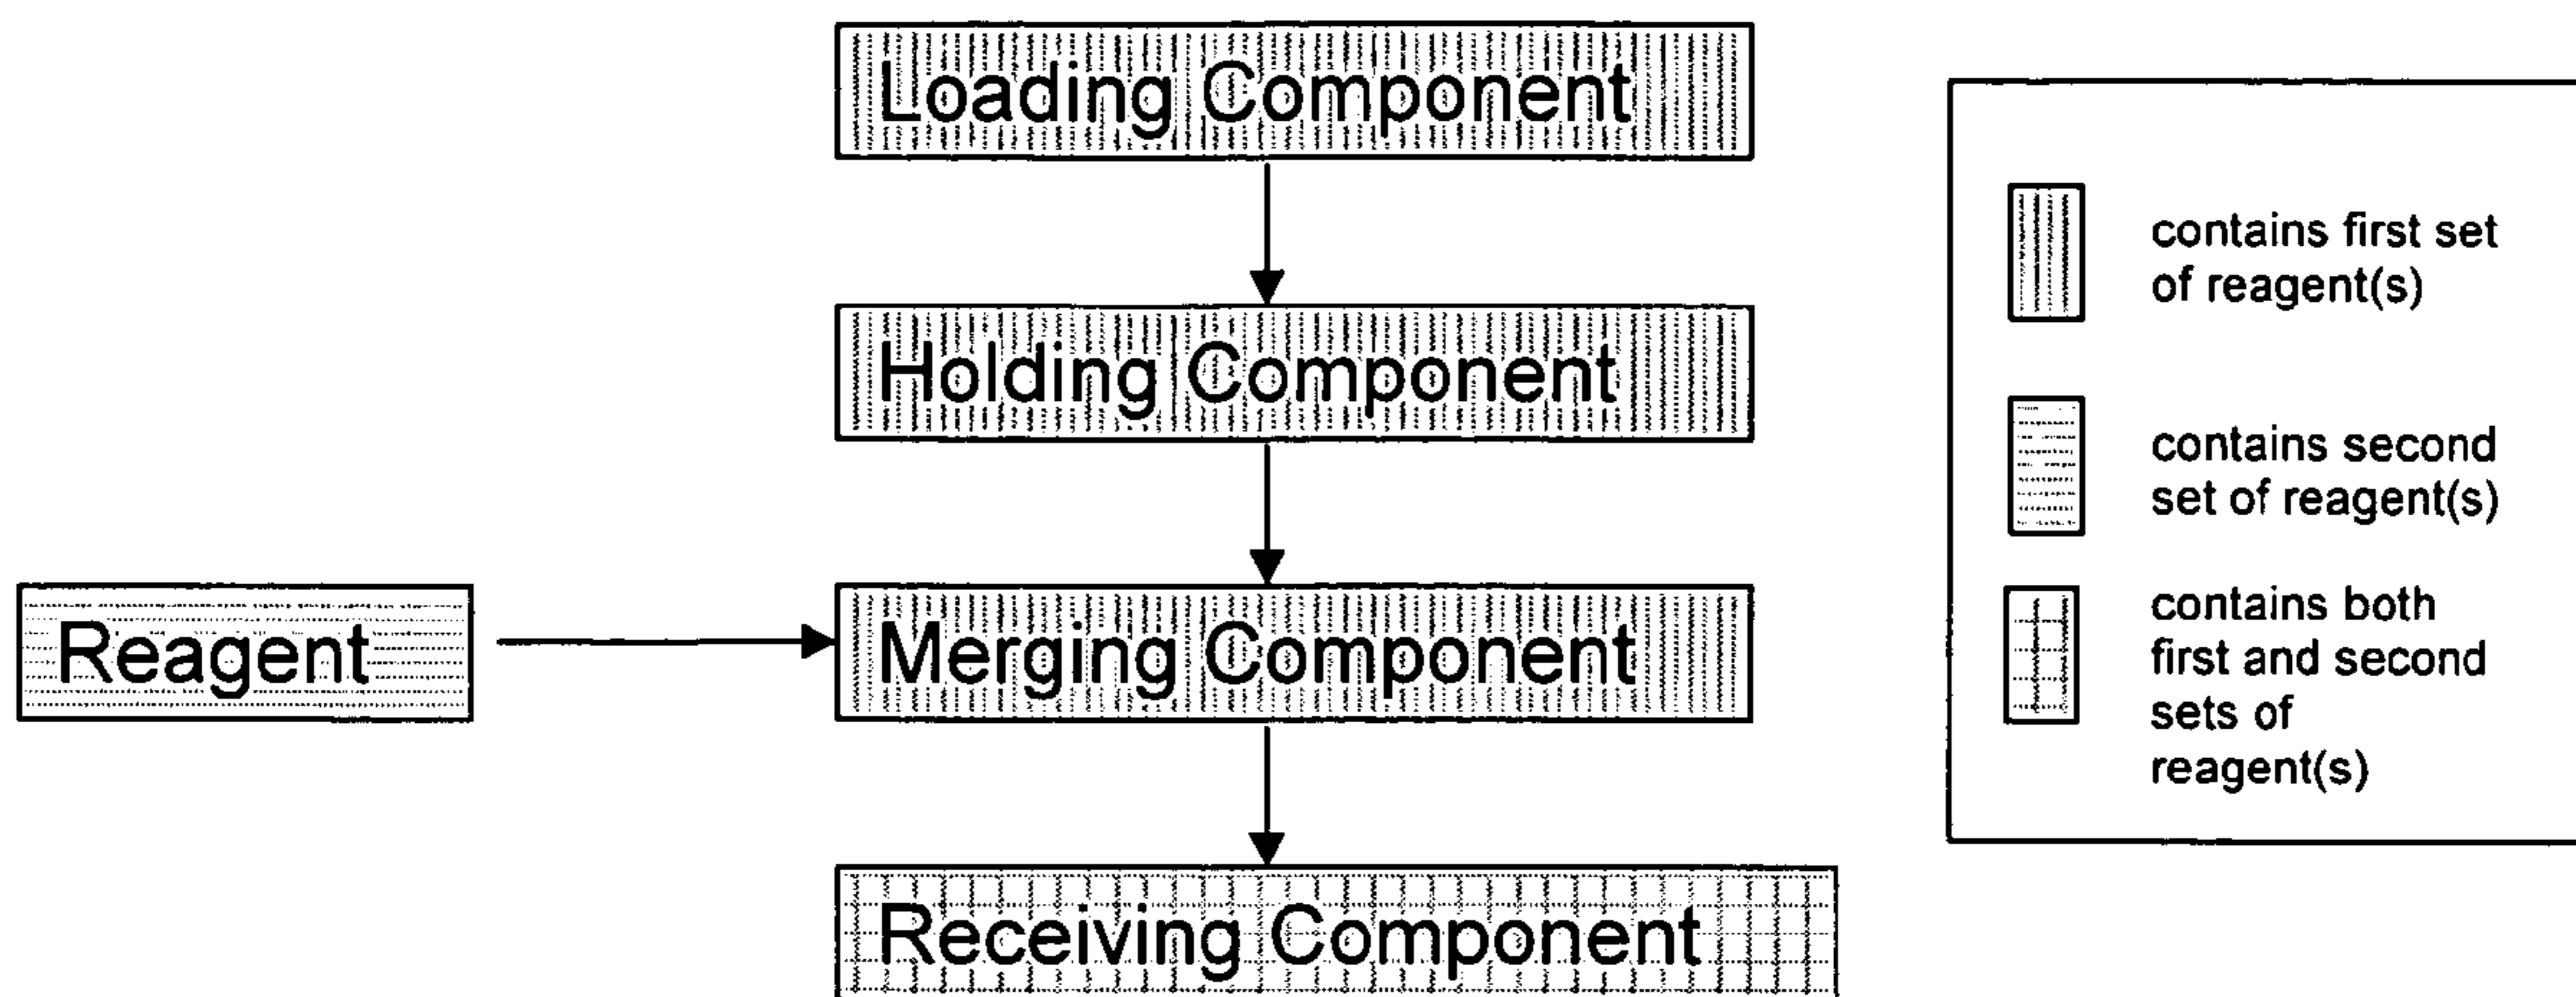 Loading Component
Holding Component
Reagent
Merging Component
Receiving Component
contains first set
of reagent(s)
contains second
set of reagent(s)
contains both
first and second
sets of
reagent(s)